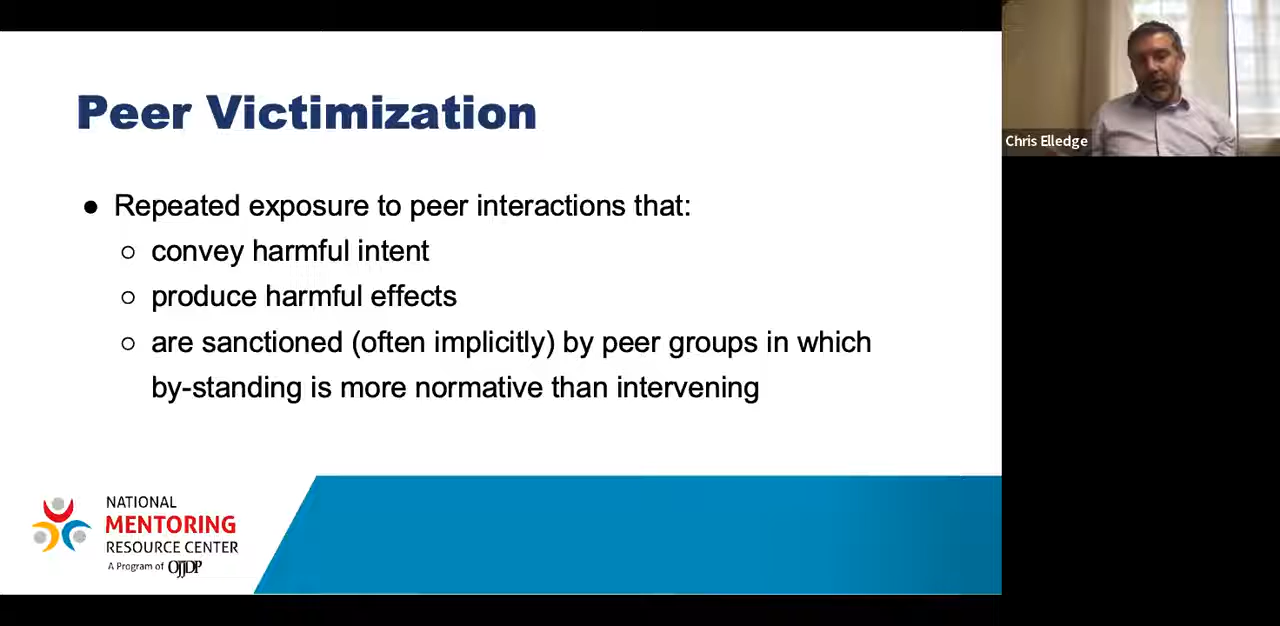 Peer Victimization
● Repeated exposure to peer interactions that:
○ convey harmful intent
○ produce harmful effects
○ are sanctioned (often implicitly) by peer groups in which
by-standing is more normative than intervening
NATIONAL
MENTORING
RESOURCE CENTER
A Program of OJJDP
Chris Elledge